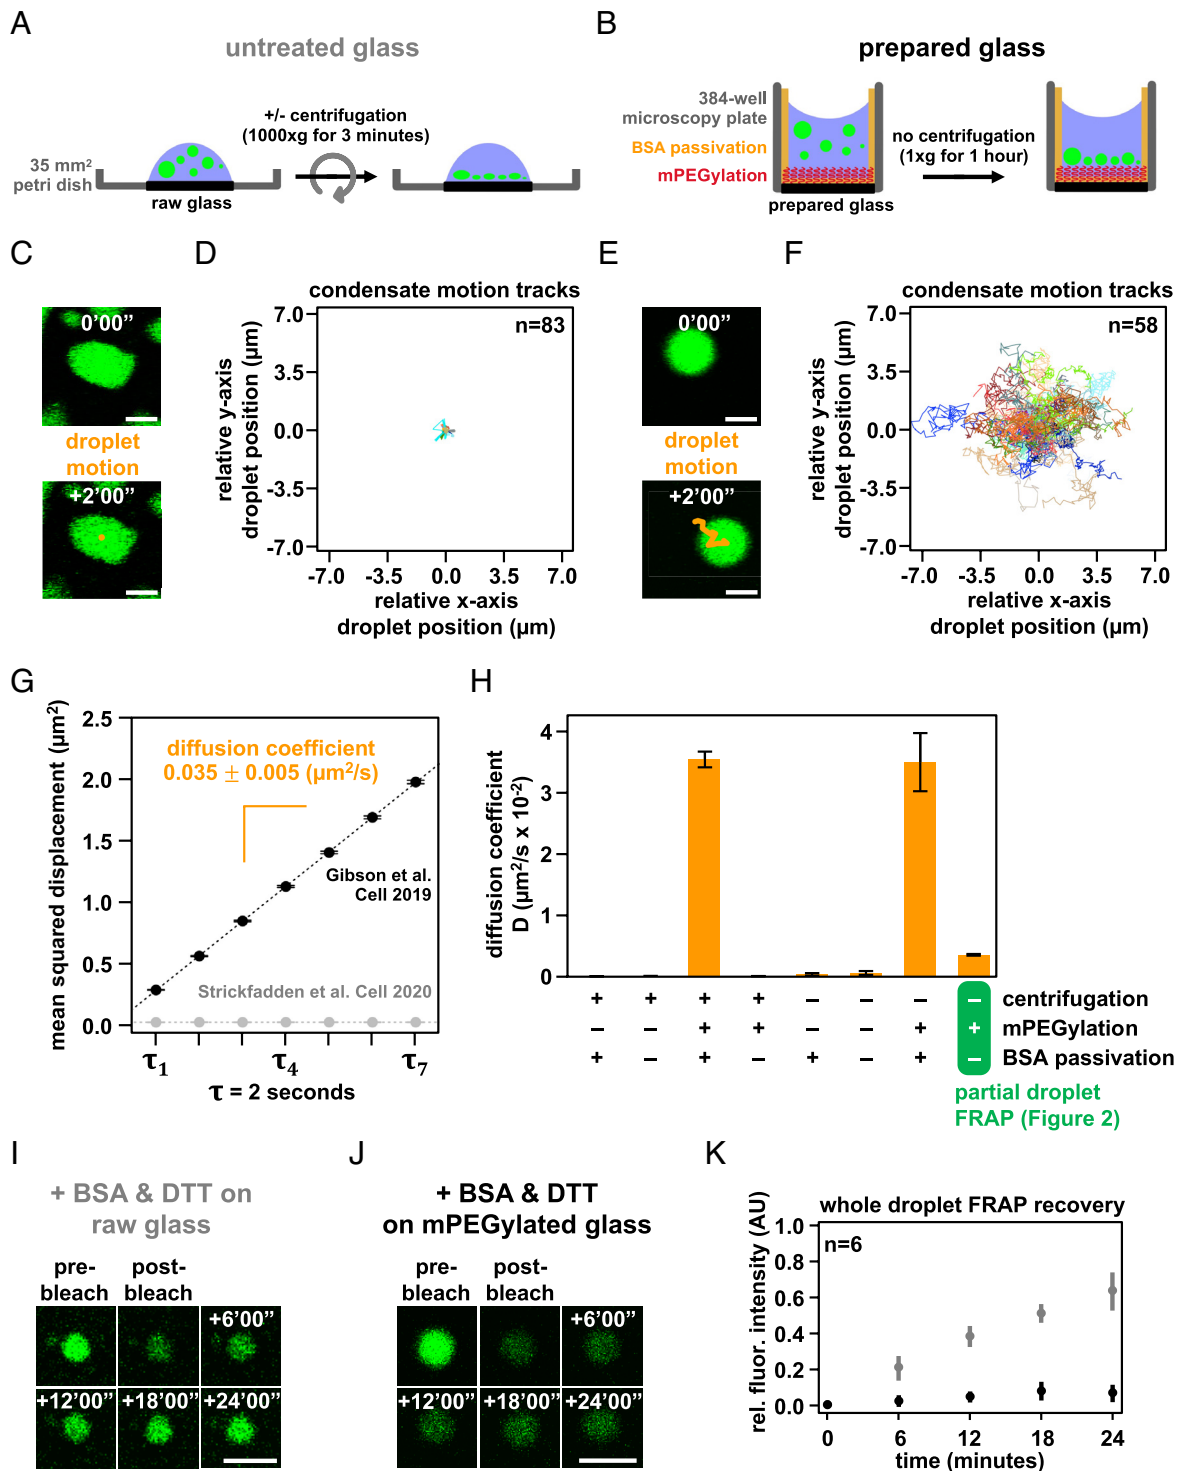 A
untreated glass
+/- centrifugation
(1000xg for 3 minutes)
35 mm²
petri dish
raw glass
B
prepared glass
384-well
microscopy plate
BSA passivation
mPEGylation
no centrifugation
(1xg for 1 hour)
prepared glass
C
0'00”
droplet
motion
+2'00”
D
condensate motion tracks
n=83
relative y-axis
droplet position (µm)
7.0
3.5
0.0
-3.5
-7.0
-7.0 -3.5 0.0 3.5 7.0
relative x-axis
droplet position (µm)
E
0'00”
droplet
motion
+2'00”
F
condensate motion tracks
n=58
relative y-axis
droplet position (µm)
7.0
3.5
0.0
-3.5
-7.0
-7.0 -3.5 0.0 3.5 7.0
relative x-axis
droplet position (µm)
G
mean squared displacement (µm²)
2.5
2.0
1.5
1.0
0.5
0.0
diffusion coefficient
0.035 ± 0.005 (µm²/s)
Gibson et al.
Cell 2019
Strickfadden et al. Cell 2020
τ₁ τ₄ τ₇
τ = 2 seconds
H
diffusion coefficient
D (µm²/s x 10⁻²)
4
3
2
1
0
+ + + + – – – – centrifugation
– – + + – – + + mPEGylation
+ – + – + – + – BSA passivation
partial droplet
FRAP (Figure 2)
I
+ BSA & DTT on
raw glass
pre-
bleach
post-
bleach
+6'00”
+12'00” +18'00” +24'00”
J
+ BSA & DTT
on mPEGylated glass
pre-
bleach
post-
bleach
+6'00”
+12'00” +18'00” +24'00”
K
whole droplet FRAP recovery
n=6
rel. fluor. intensity (AU)
1.0
0.8
0.6
0.4
0.2
0.0
0 6 12 18 24
time (minutes)